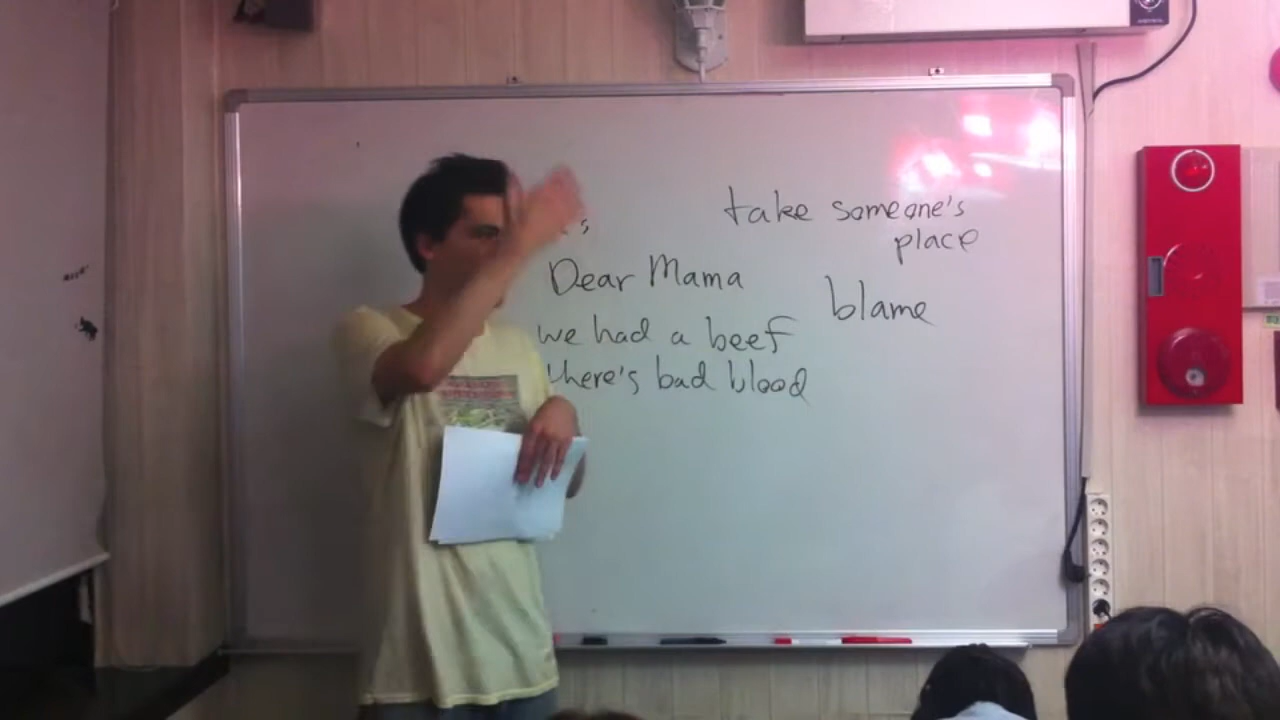 take someone's
place
Dear Mama
blame
we had a beef
there's bad blood